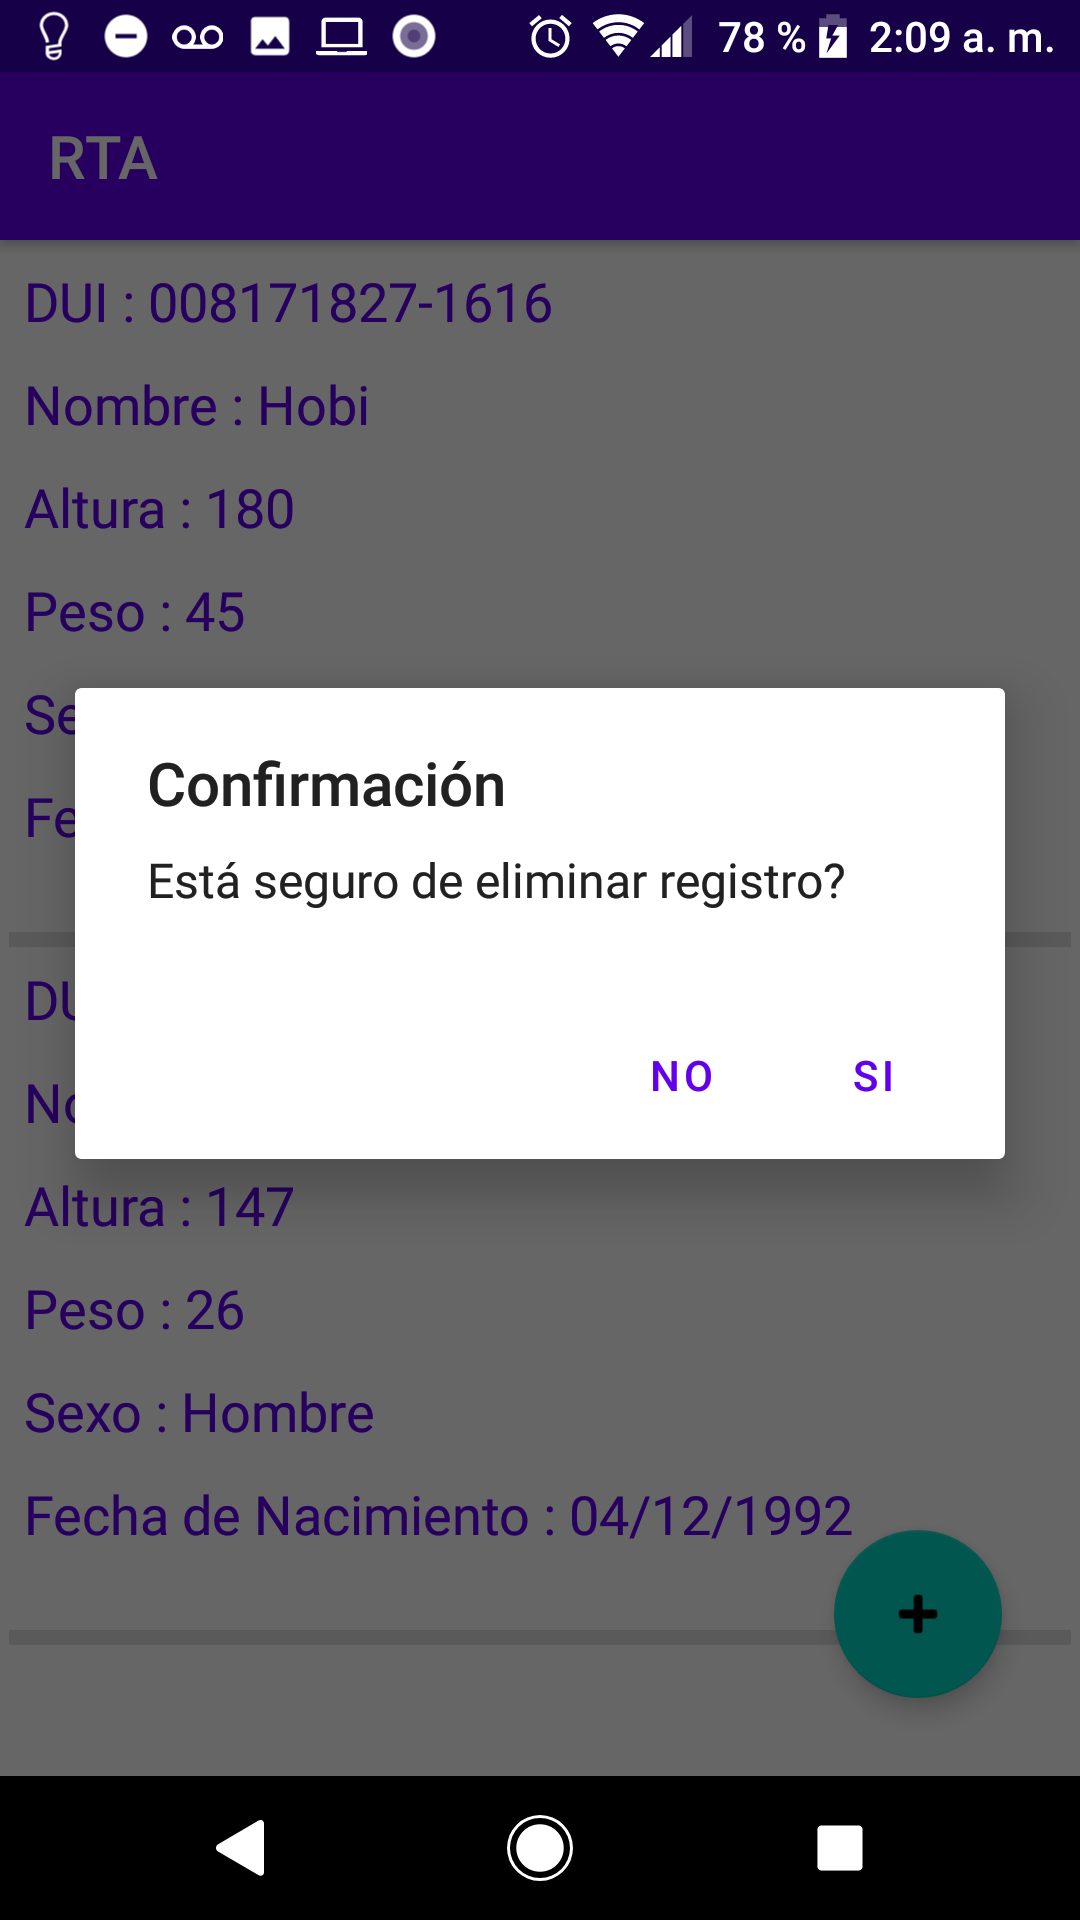 78 % 2:09 a. m.
RTA
DUI : 008171827-1616
Nombre : Hobi
Altura : 180
Peso : 45
Se
Fe
Confirmación
Está seguro de eliminar registro?
NO SI
DU
No
Altura : 147
Peso : 26
Sexo : Hombre
Fecha de Nacimiento : 04/12/1992
+